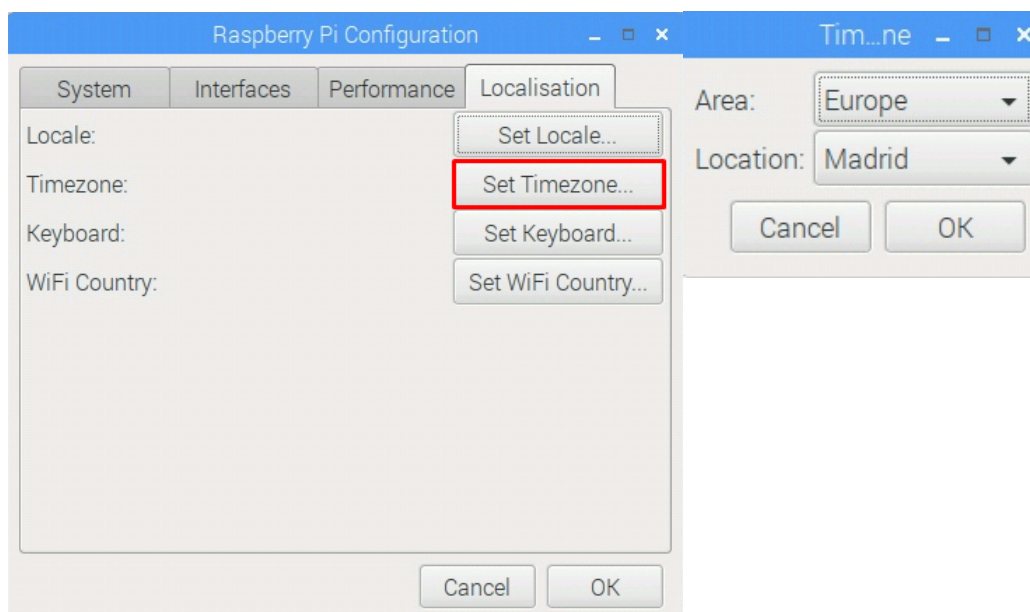 Raspberry Pi Configuration
System Interfaces Performance Localisation
Locale: Set Locale...
Timezone: Set Timezone...
Keyboard: Set Keyboard...
WiFi Country: Set WiFi Country...
Cancel OK
Tim...ne
Area: Europe
Location: Madrid
Cancel OK